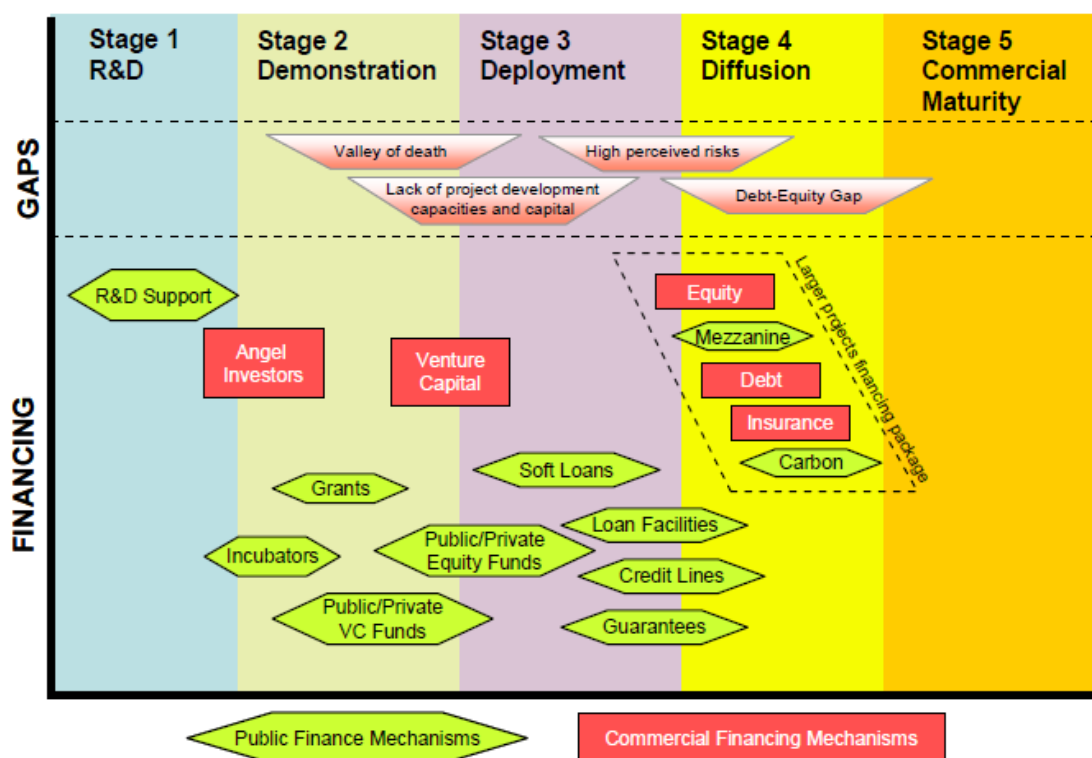 Stage 1
R&D
Stage 2
Demonstration
Stage 3
Deployment
Stage 4
Diffusion
Stage 5
Commercial
Maturity
GAPS
Valley of death
High perceived risks
Lack of project development
capacities and capital
Debt-Equity Gap
FINANCING
R&D Support
Angel
Investors
Venture
Capital
Equity
Mezzanine
Debt
Insurance
Carbon
Larger projects financing package
Soft Loans
Grants
Loan Facilities
Incubators
Public/Private
Equity Funds
Credit Lines
Public/Private
VC Funds
Guarantees
Public Finance Mechanisms
Commercial Financing Mechanisms